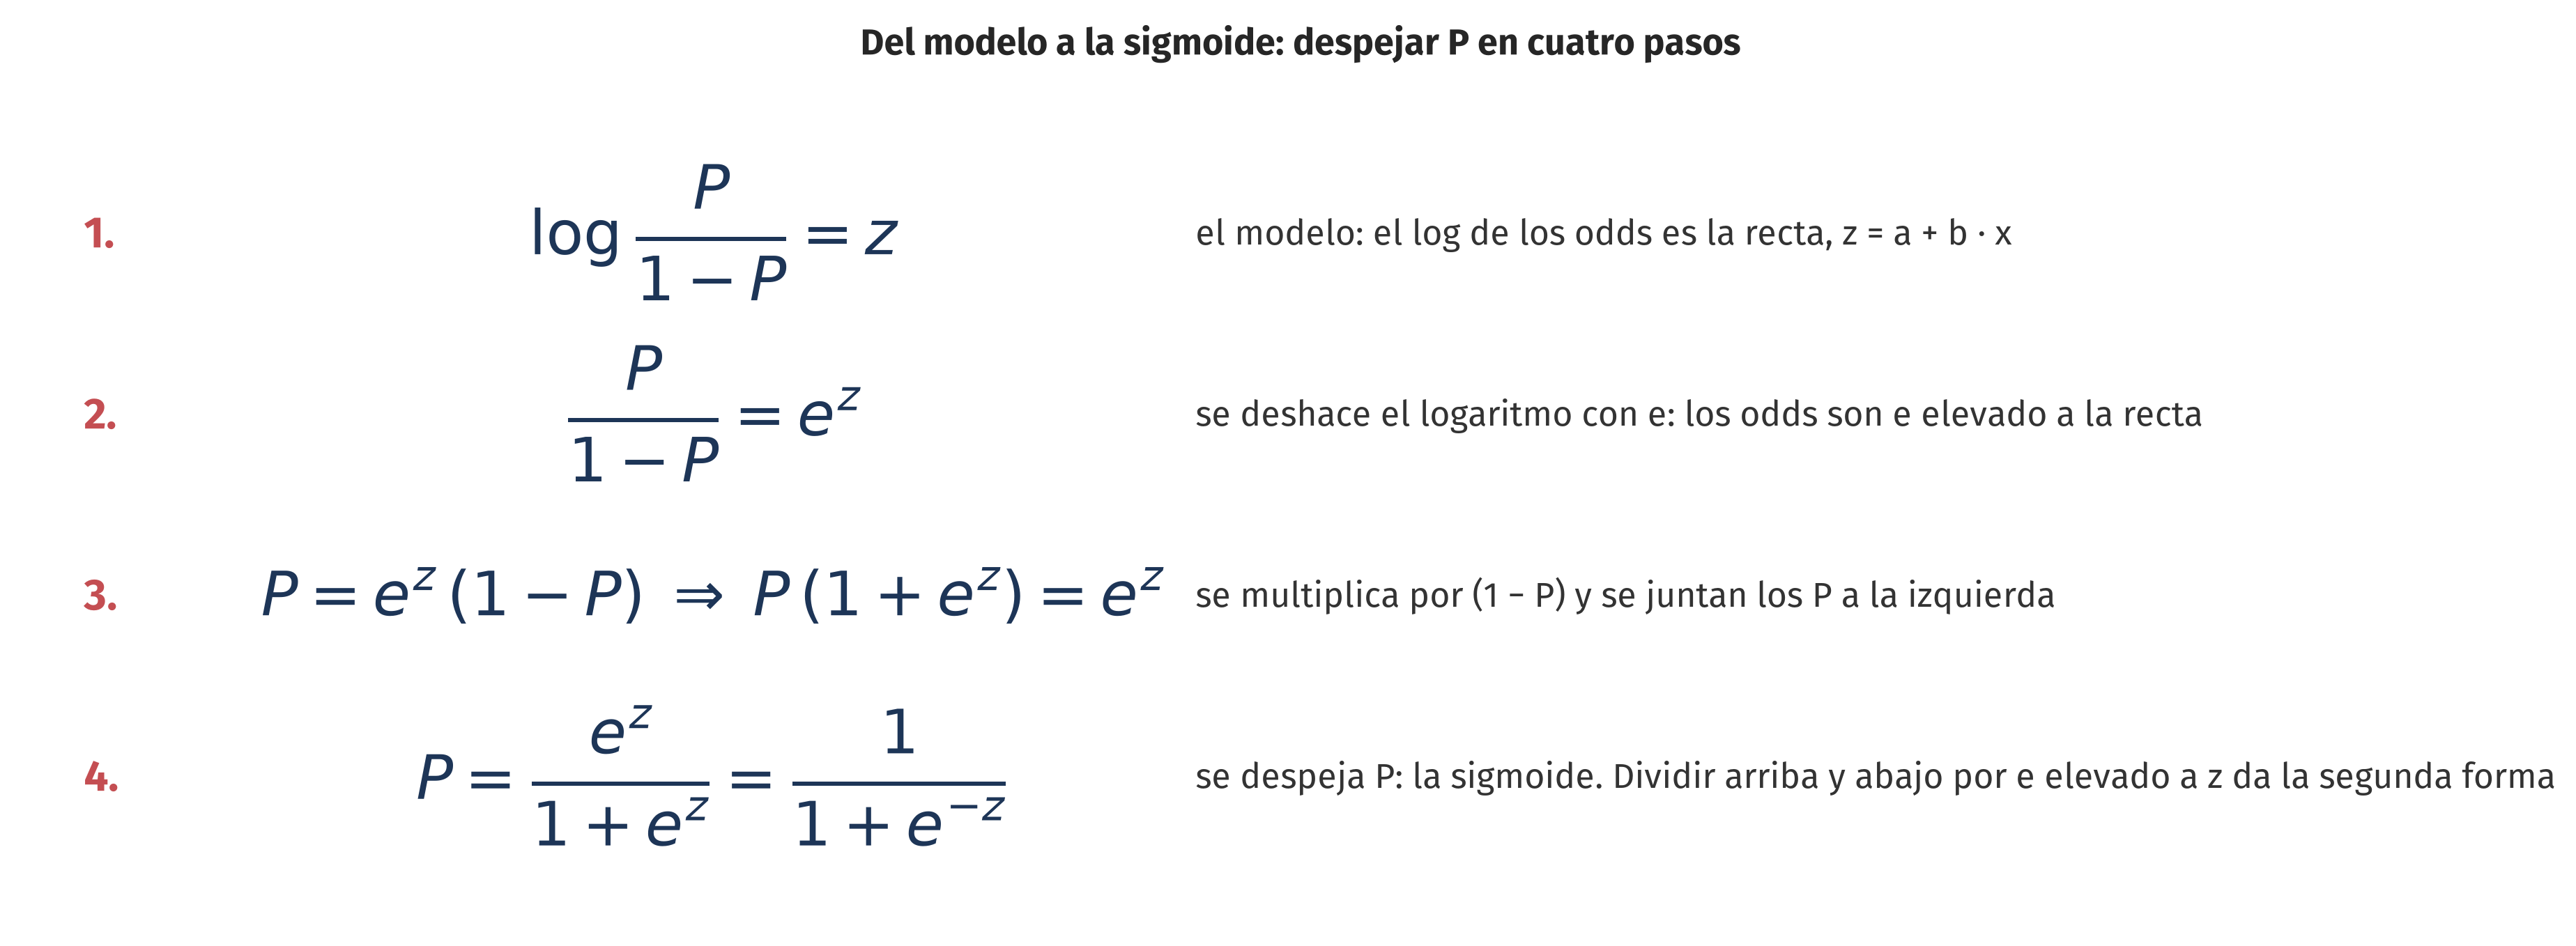 Del modelo a la sigmoide: despejar P en cuatro pasos
1. log P/(1 − P) = z el modelo: el log de los odds es la recta, z = a + b · x
2. P/(1 − P) = e^z se deshace el logaritmo con e: los odds son e elevado a la recta
3. P = e^z (1 − P) ⇒ P (1 + e^z) = e^z se multiplica por (1 − P) y se juntan los P a la izquierda
4. P = e^z/(1 + e^z) = 1/(1 + e^−z) se despeja P: la sigmoide. Dividir arriba y abajo por e elevado a z da la segunda forma